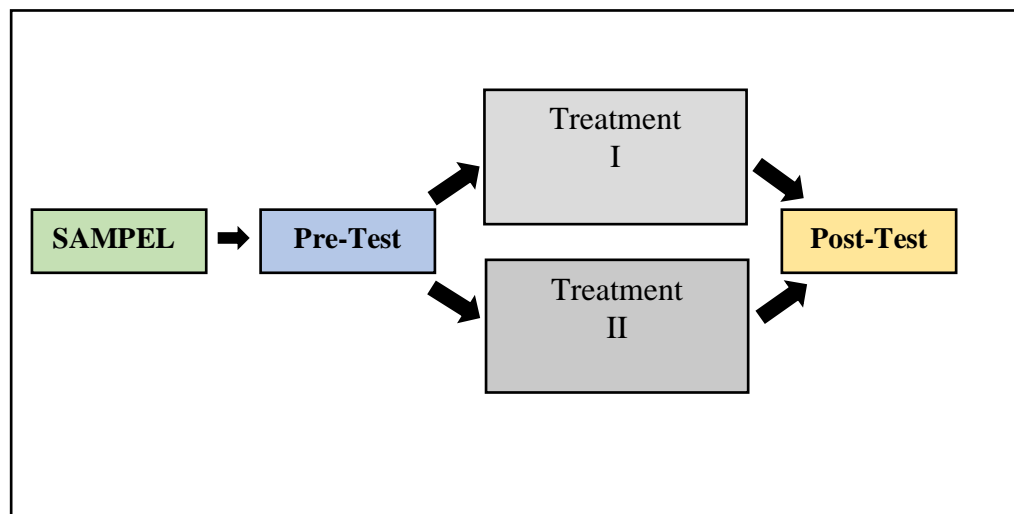 SAMPEL
Pre-Test
Treatment
I
Treatment
II
Post-Test